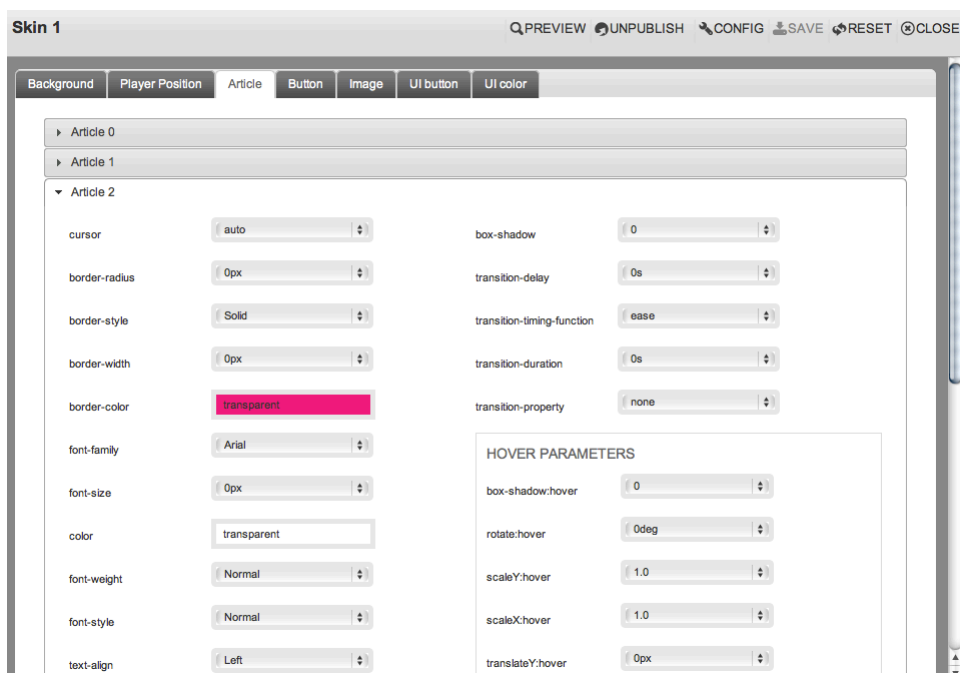 Skin 1
PREVIEW UNPUBLISH CONFIG SAVE RESET CLOSE
Background Player Position Article Button Image UI button UI color
Article 0
Article 1
Article 2
cursor auto
border-radius 0px
border-style Solid
border-width 0px
border-color transparent
font-family Arial
font-size 0px
color transparent
font-weight Normal
font-style Normal
text-align Left
box-shadow 0
transition-delay 0s
transition-timing-function ease
transition-duration 0s
transition-property none
HOVER PARAMETERS
box-shadow:hover 0
rotate:hover 0deg
scaleY:hover 1.0
scaleX:hover 1.0
translateY:hover 0px